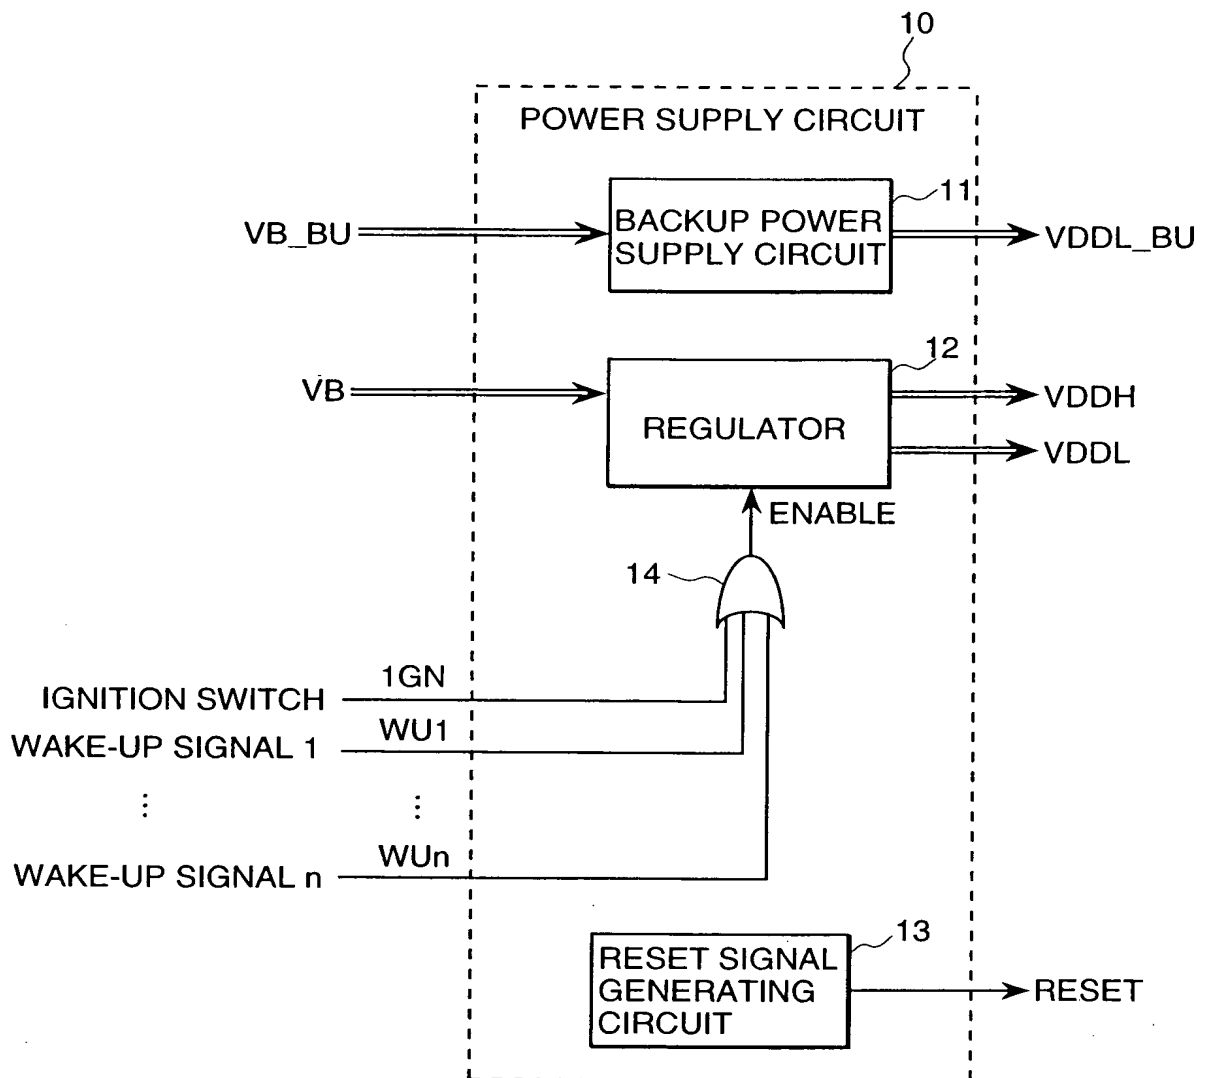 10
POWER SUPPLY CIRCUIT
11
VB_BU
BACKUP POWER
SUPPLY CIRCUIT
VDDL_BU
12
VB
REGULATOR
VDDH
VDDL
ENABLE
14
IGNITION SWITCH
1GN
WAKE-UP SIGNAL 1
WU1
⋮
⋮
WAKE-UP SIGNAL n
WUn
13
RESET SIGNAL
GENERATING
CIRCUIT
RESET